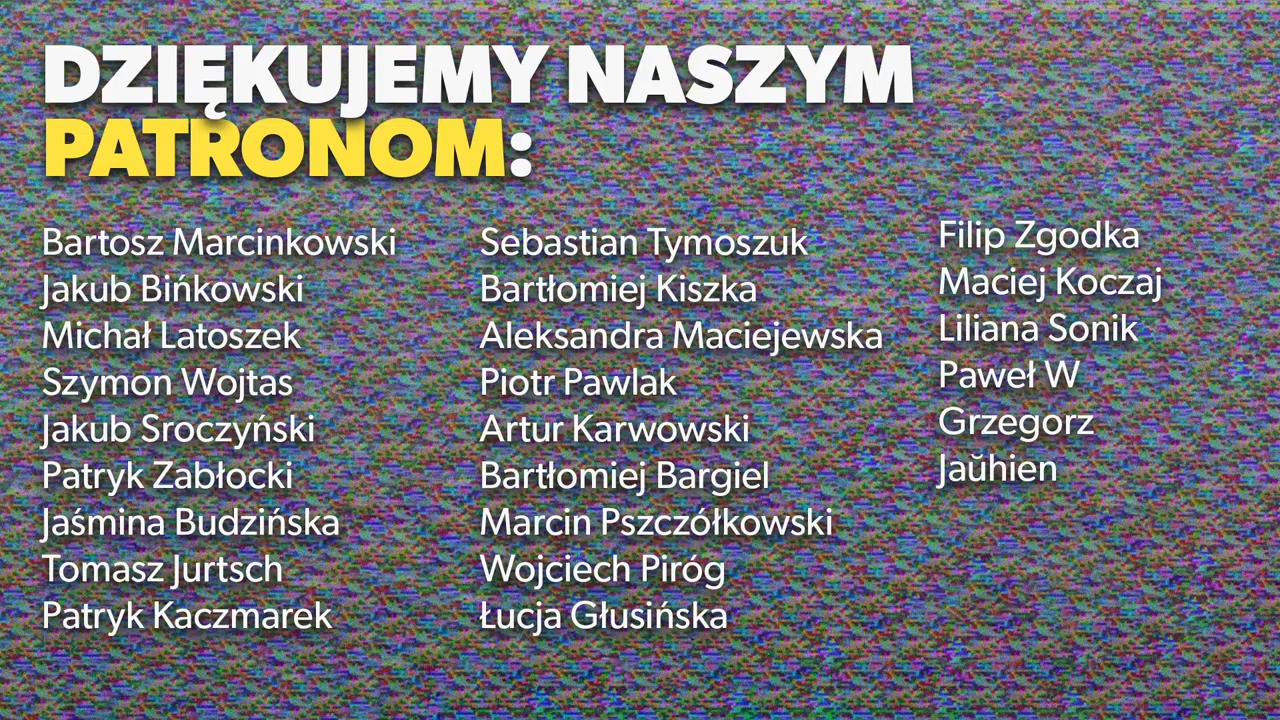 DZIĘKUJEMY NASZYM
PATRONOM:
Bartosz Marcinkowski
Jakub Bińkowski
Michał Latoszek
Szymon Wojtas
Jakub Sroczyński
Patryk Zabłocki
Jaśmina Budzińska
Tomasz Jurtsch
Patryk Kaczmarek
Sebastian Tymoszuk
Bartłomiej Kiszka
Aleksandra Maciejewska
Piotr Pawlak
Artur Karwowski
Bartłomiej Bargiel
Marcin Pszczółkowski
Wojciech Piróg
Łucja Głusińska
Filip Zgodka
Maciej Koczaj
Liliana Sonik
Paweł W
Grzegorz
Jaŭhien